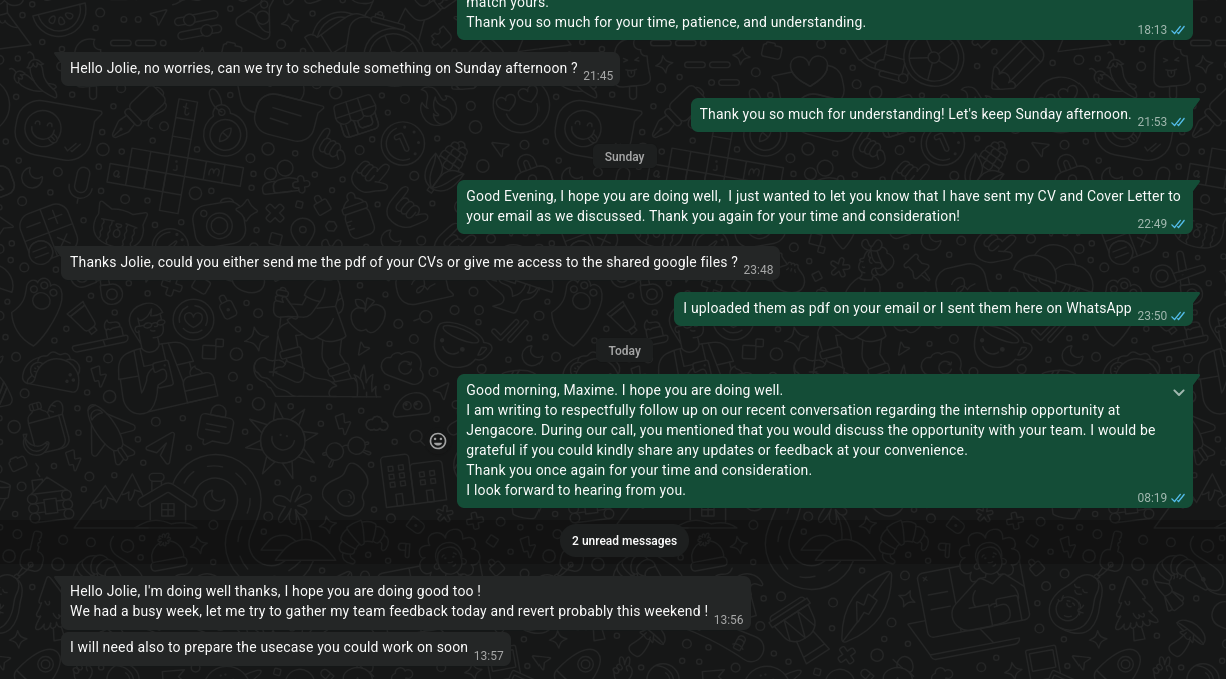 match yours.
Thank you so much for your time, patience, and understanding.
18:13
Hello Jolie, no worries, can we try to schedule something on Sunday afternoon ?
21:45
Thank you so much for understanding! Let's keep Sunday afternoon.
21:53
Sunday
Good Evening, I hope you are doing well,  I just wanted to let you know that I have sent my CV and Cover Letter to
your email as we discussed. Thank you again for your time and consideration!
22:49
Thanks Jolie, could you either send me the pdf of your CVs or give me access to the shared google files ?
23:48
I uploaded them as pdf on your email or I sent them here on WhatsApp
23:50
Today
Good morning, Maxime. I hope you are doing well.
I am writing to respectfully follow up on our recent conversation regarding the internship opportunity at
Jengacore. During our call, you mentioned that you would discuss the opportunity with your team. I would be
grateful if you could kindly share any updates or feedback at your convenience.
Thank you once again for your time and consideration.
I look forward to hearing from you.
08:19
2 unread messages
Hello Jolie, I'm doing well thanks, I hope you are doing good too !
We had a busy week, let me try to gather my team feedback today and revert probably this weekend !
13:56
I will need also to prepare the usecase you could work on soon
13:57